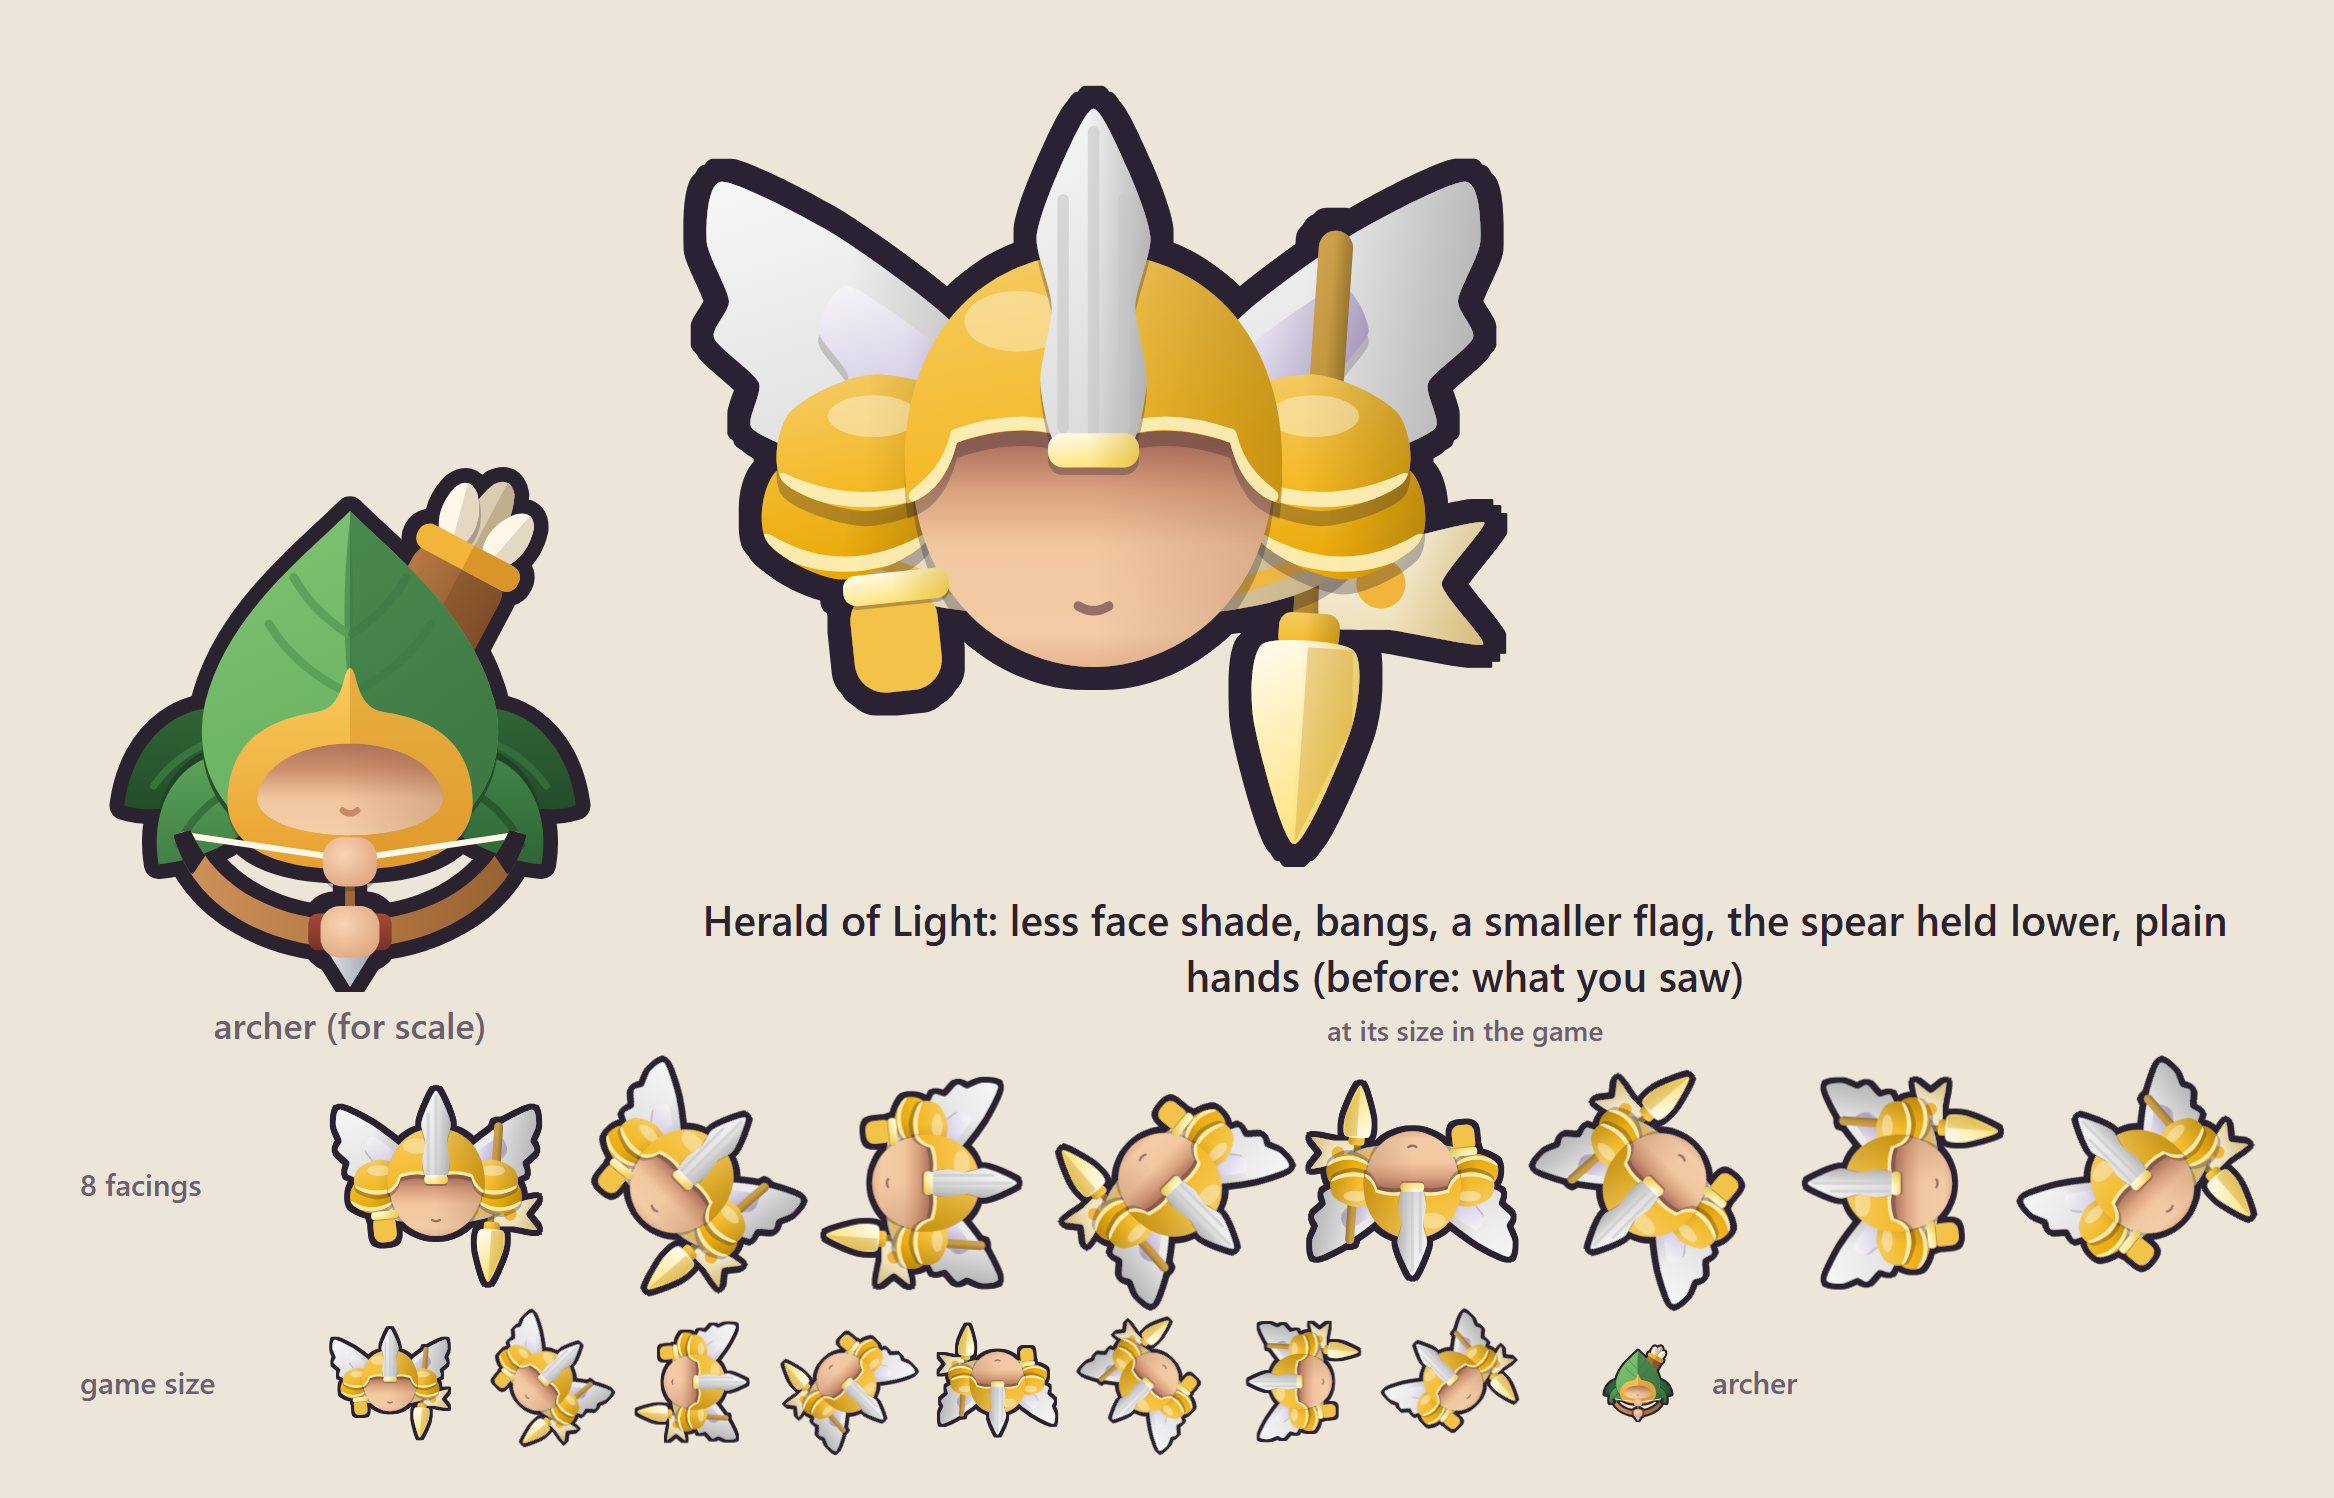 Herald of Light: less face shade, bangs, a smaller flag, the spear held lower, plain
hands (before: what you saw)
archer (for scale)
at its size in the game
8 facings
game size
archer